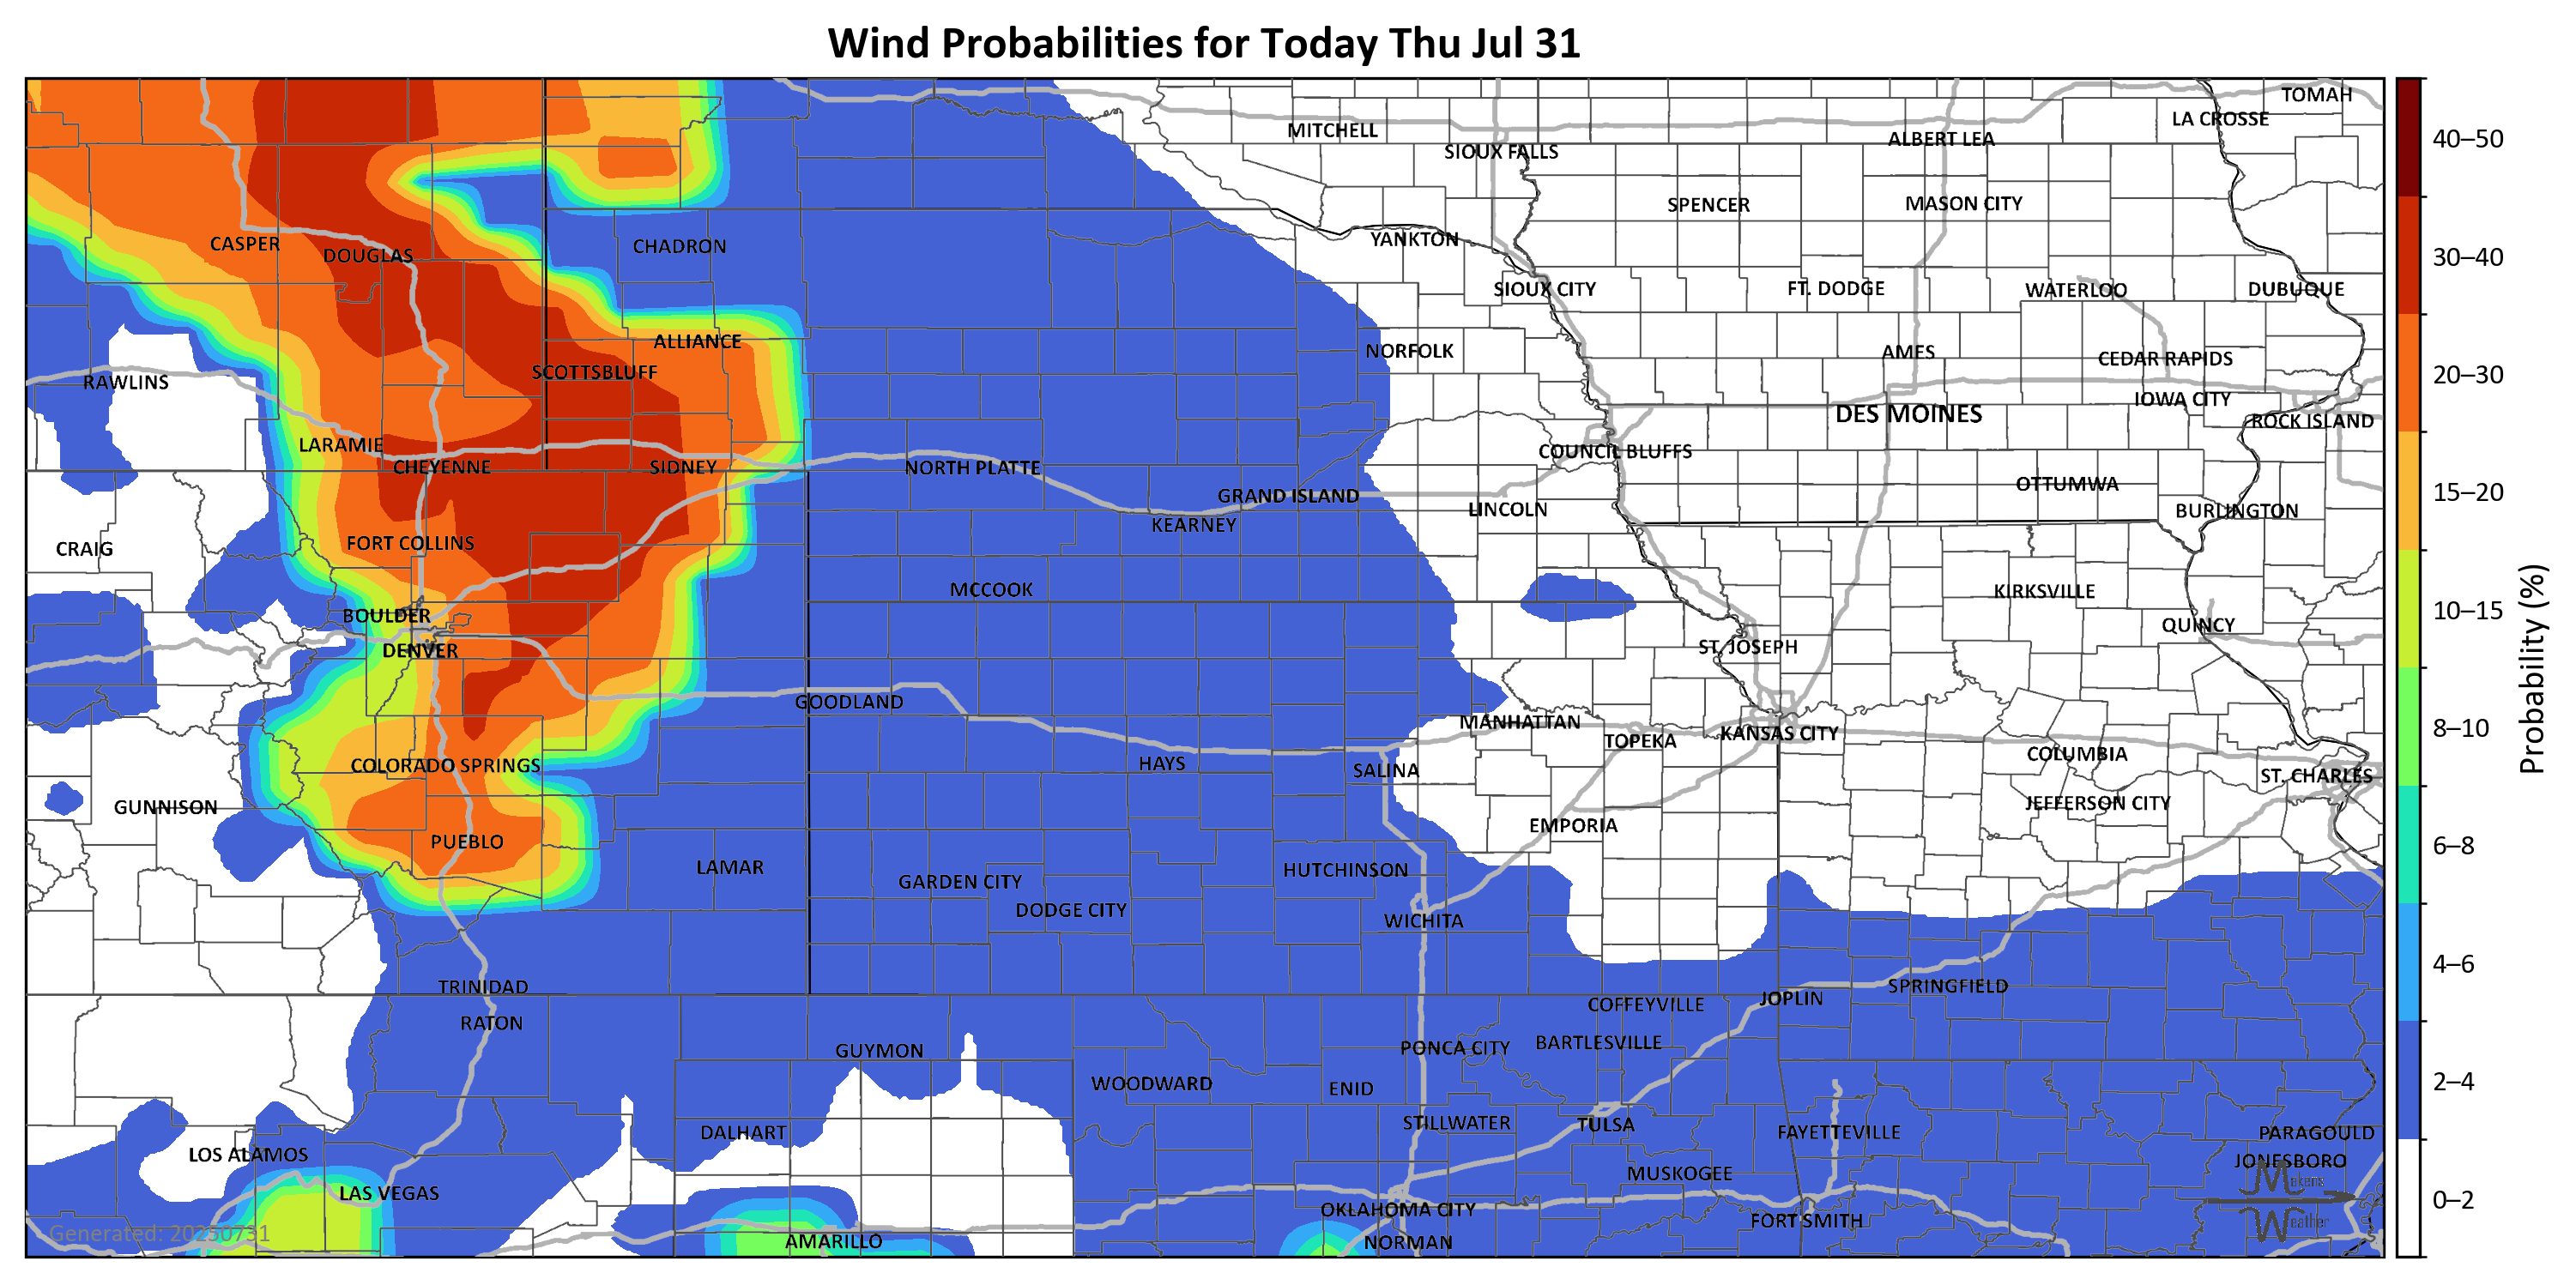 Wind Probabilities for Today Thu Jul 31
TOMAH
LA CROSSE
MITCHELL
ALBERT LEA
SIOUX FALLS
SPENCER
MASON CITY
CASPER
DOUGLAS
CHADRON
YANKTON
SIOUX CITY
FT. DODGE
WATERLOO
DUBUQUE
ALLIANCE
NORFOLK
AMES
CEDAR RAPIDS
RAWLINS
SCOTTSBLUFF
IOWA CITY
DES MOINES
ROCK ISLAND
LARAMIE
COUNCIL BLUFFS
CHEYENNE
SIDNEY
NORTH PLATTE
OTTUMWA
GRAND ISLAND
LINCOLN
BURLINGTON
KEARNEY
CRAIG
FORT COLLINS
MCCOOK
KIRKSVILLE
BOULDER
QUINCY
DENVER
ST. JOSEPH
GOODLAND
MANHATTAN
TOPEKA
KANSAS CITY
COLUMBIA
COLORADO SPRINGS
HAYS
SALINA
ST. CHARLES
GUNNISON
JEFFERSON CITY
EMPORIA
PUEBLO
LAMAR
HUTCHINSON
GARDEN CITY
DODGE CITY
WICHITA
TRINIDAD
SPRINGFIELD
JOPLIN
COFFEYVILLE
RATON
GUYMON
PONCA CITY
BARTLESVILLE
WOODWARD
ENID
STILLWATER
TULSA
DALHART
FAYETTEVILLE
PARAGOULD
LOS ALAMOS
JONESBORO
MUSKOGEE
LAS VEGAS
OKLAHOMA CITY
FORT SMITH
AMARILLO
NORMAN
Generated: 20250731
Weather
40–50
30–40
20–30
15–20
10–15
8–10
6–8
4–6
2–4
0–2
Probability (%)